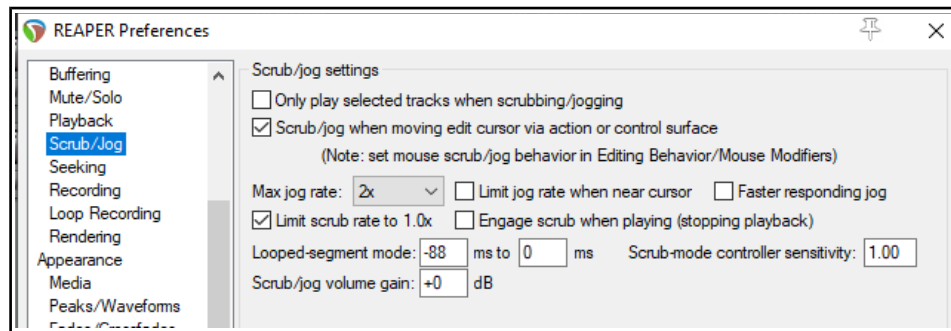 REAPER Preferences
Buffering
Mute/Solo
Playback
Scrub/Jog
Seeking
Recording
Loop Recording
Rendering
Appearance
Media
Peaks/Waveforms
Fades/Crossfades
Scrub/jog settings
Only play selected tracks when scrubbing/jogging
Scrub/jog when moving edit cursor via action or control surface
(Note: set mouse scrub/jog behavior in Editing Behavior/Mouse Modifiers)
Max jog rate: 2x Limit jog rate when near cursor Faster responding jog
Limit scrub rate to 1.0x Engage scrub when playing (stopping playback)
Looped-segment mode: -88 ms to 0 ms Scrub-mode controller sensitivity: 1.00
Scrub/jog volume gain: +0 dB